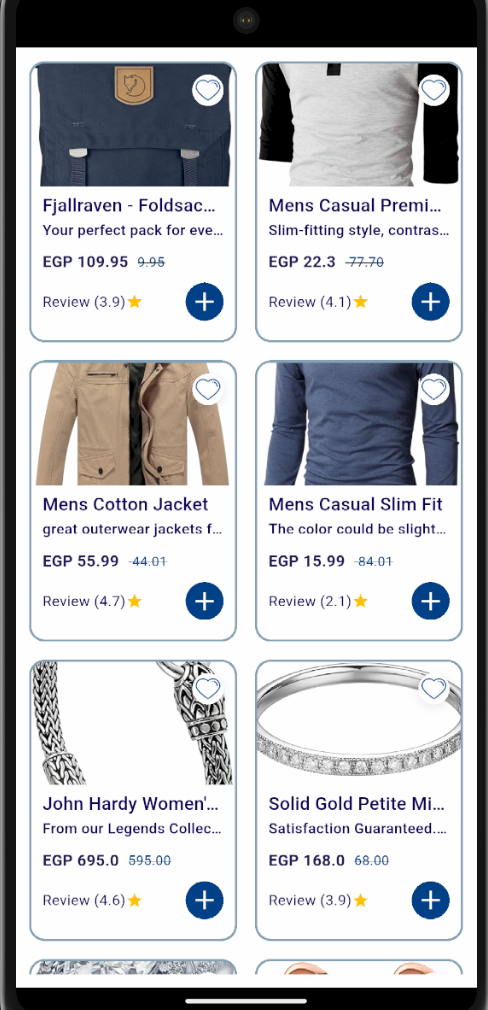 Fjallraven - Foldsac...
Your perfect pack for eve...
EGP 109.95 9.95
Review (3.9)
Mens Casual Premi...
Slim-fitting style, contras...
EGP 22.3 -77.70
Review (4.1)
Mens Cotton Jacket
great outerwear jackets f...
EGP 55.99 -44.01
Review (4.7)
Mens Casual Slim Fit
The color could be slight...
EGP 15.99 -84.01
Review (2.1)
John Hardy Women'...
From our Legends Collec...
EGP 695.0 595.00
Review (4.6)
Solid Gold Petite Mi...
Satisfaction Guaranteed....
EGP 168.0 68.00
Review (3.9)